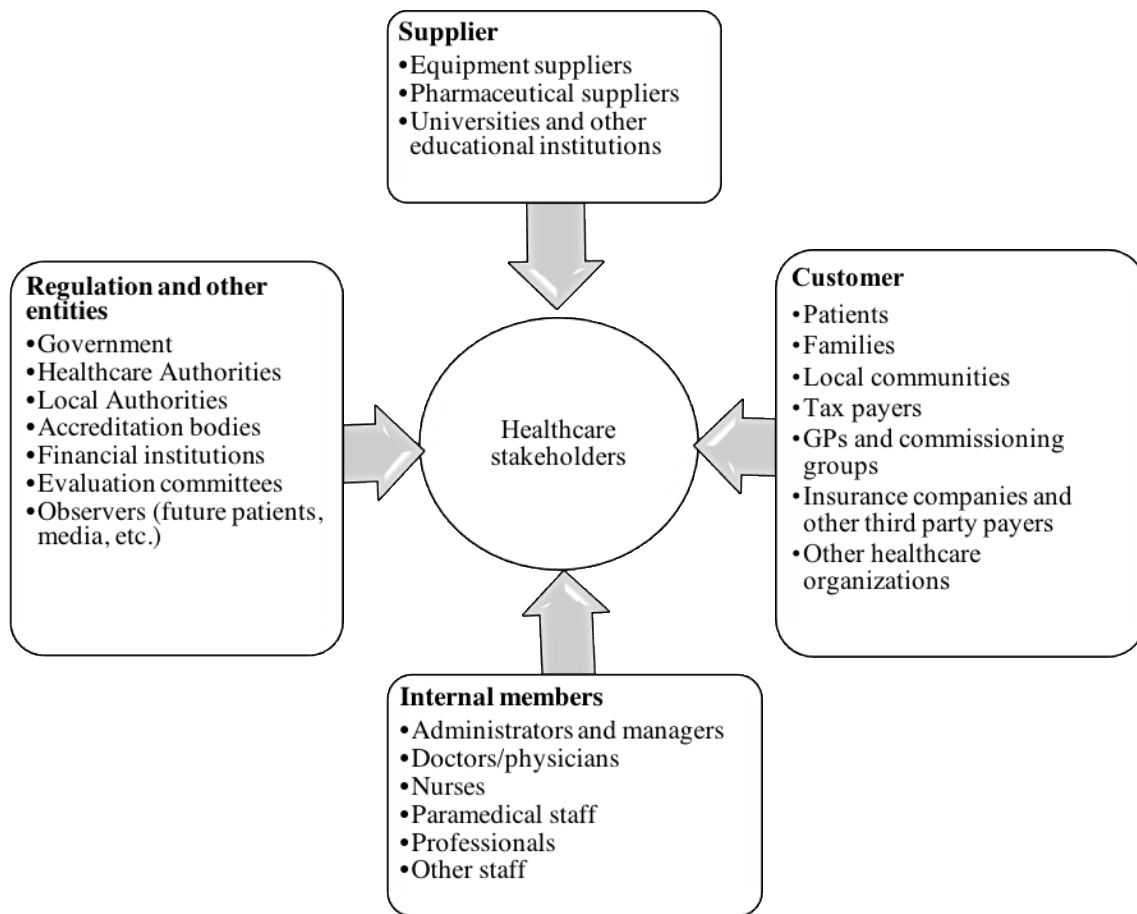 Supplier
•Equipment suppliers
•Pharmaceutical suppliers
•Universities and other
educational institutions
Regulation and other
entities
•Government
•Healthcare Authorities
•Local Authorities
•Accreditation bodies
•Financial institutions
•Evaluation committees
•Observers (future patients,
media, etc.)
Healthcare
stakeholders
Customer
•Patients
•Families
•Local communities
•Tax payers
•GPs and commissioning
groups
•Insurance companies and
other third party payers
•Other healthcare
organizations
Internal members
•Administrators and managers
•Doctors/physicians
•Nurses
•Paramedical staff
•Professionals
•Other staff